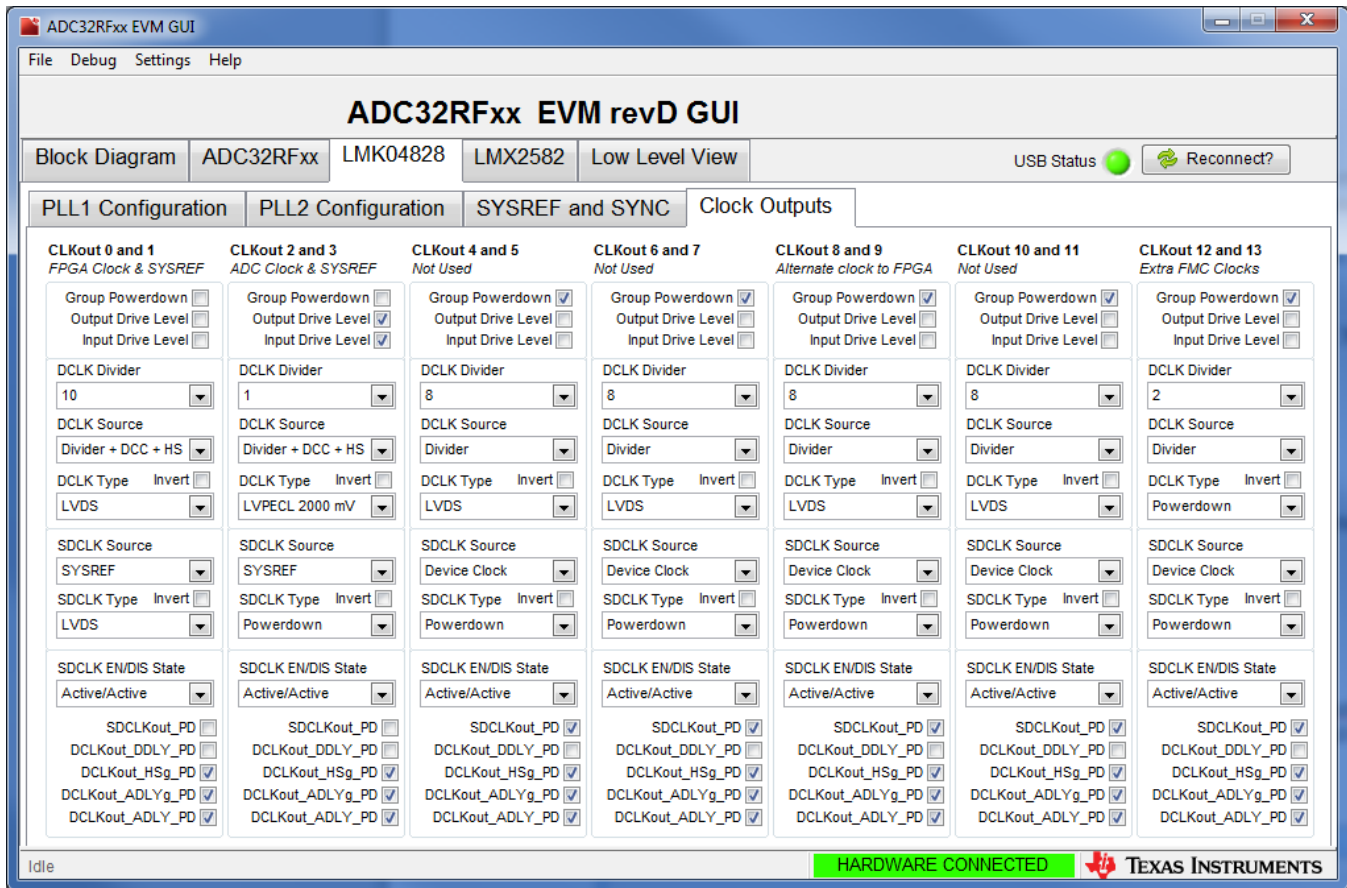 ADC32RFxx EVM GUI
File Debug Settings Help
ADC32RFxx EVM revD GUI
Block Diagram ADC32RFxx LMK04828 LMX2582 Low Level View USB Status Reconnect?
PLL1 Configuration PLL2 Configuration SYSREF and SYNC Clock Outputs
CLKout 0 and 1 CLKout 2 and 3 CLKout 4 and 5 CLKout 6 and 7 CLKout 8 and 9 CLKout 10 and 11 CLKout 12 and 13
FPGA Clock & SYSREF ADC Clock & SYSREF Not Used Not Used Alternate clock to FPGA Not Used Extra FMC Clocks
Group Powerdown Group Powerdown Group Powerdown Group Powerdown Group Powerdown Group Powerdown Group Powerdown
Output Drive Level Output Drive Level Output Drive Level Output Drive Level Output Drive Level Output Drive Level Output Drive Level
Input Drive Level Input Drive Level Input Drive Level Input Drive Level Input Drive Level Input Drive Level Input Drive Level
DCLK Divider DCLK Divider DCLK Divider DCLK Divider DCLK Divider DCLK Divider DCLK Divider
10 1 8 8 8 8 2
DCLK Source DCLK Source DCLK Source DCLK Source DCLK Source DCLK Source DCLK Source
Divider + DCC + HS Divider + DCC + HS Divider Divider Divider Divider Divider
DCLK Type Invert DCLK Type Invert DCLK Type Invert DCLK Type Invert DCLK Type Invert DCLK Type Invert DCLK Type Invert
LVDS LVPECL 2000 mV LVDS LVDS LVDS LVDS Powerdown
SDCLK Source SDCLK Source SDCLK Source SDCLK Source SDCLK Source SDCLK Source SDCLK Source
SYSREF SYSREF Device Clock Device Clock Device Clock Device Clock Device Clock
SDCLK Type Invert SDCLK Type Invert SDCLK Type Invert SDCLK Type Invert SDCLK Type Invert SDCLK Type Invert SDCLK Type Invert
LVDS Powerdown Powerdown Powerdown Powerdown Powerdown Powerdown
SDCLK EN/DIS State SDCLK EN/DIS State SDCLK EN/DIS State SDCLK EN/DIS State SDCLK EN/DIS State SDCLK EN/DIS State SDCLK EN/DIS State
Active/Active Active/Active Active/Active Active/Active Active/Active Active/Active Active/Active
SDCLKout_PD SDCLKout_PD SDCLKout_PD SDCLKout_PD SDCLKout_PD SDCLKout_PD SDCLKout_PD
DCLKout_DDLY_PD DCLKout_DDLY_PD DCLKout_DDLY_PD DCLKout_DDLY_PD DCLKout_DDLY_PD DCLKout_DDLY_PD DCLKout_DDLY_PD
DCLKout_HSg_PD DCLKout_HSg_PD DCLKout_HSg_PD DCLKout_HSg_PD DCLKout_HSg_PD DCLKout_HSg_PD DCLKout_HSg_PD
DCLKout_ADLYg_PD DCLKout_ADLYg_PD DCLKout_ADLYg_PD DCLKout_ADLYg_PD DCLKout_ADLYg_PD DCLKout_ADLYg_PD DCLKout_ADLYg_PD
DCLKout_ADLY_PD DCLKout_ADLY_PD DCLKout_ADLY_PD DCLKout_ADLY_PD DCLKout_ADLY_PD DCLKout_ADLY_PD DCLKout_ADLY_PD
Idle HARDWARE CONNECTED TEXAS INSTRUMENTS